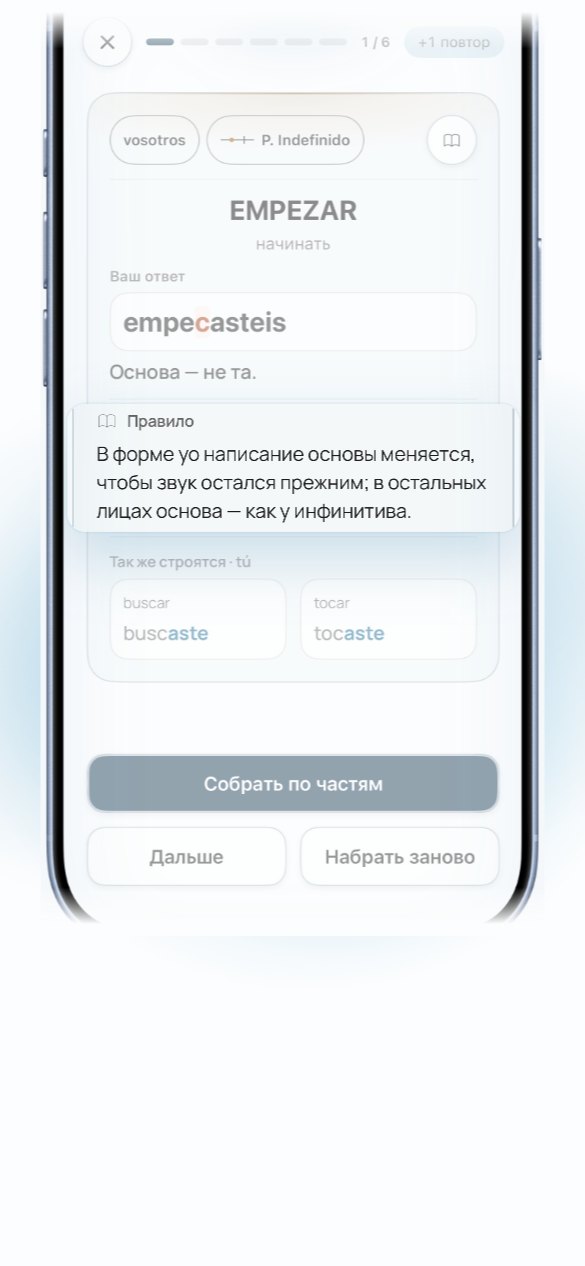 1 / 6
+1 повтор
vosotros
P. Indefinido
EMPEZAR
начинать
Ваш ответ
empecasteis
Основа — не та.
Правило
В форме yo написание основы меняется,
чтобы звук остался прежним; в остальных
лицах основа — как у инфинитива.
Так же строятся · tú
buscar
tocar
buscaste
tocaste
Собрать по частям
Дальше
Набрать заново